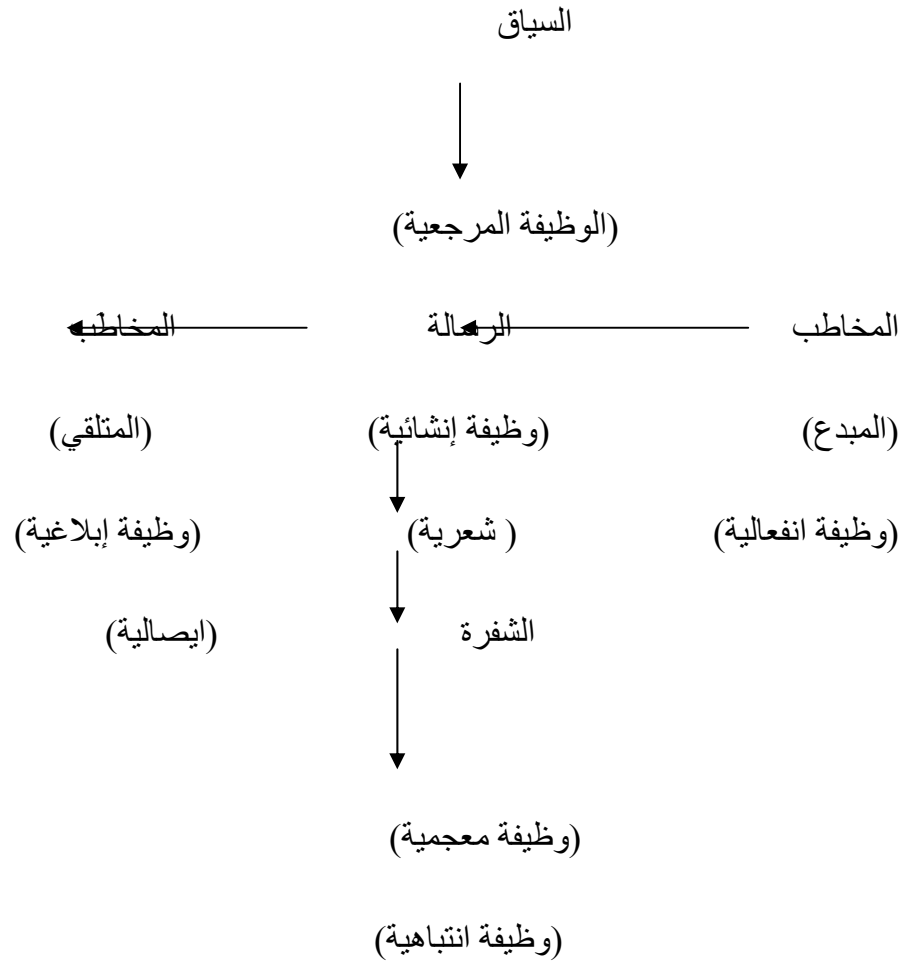 السياق
(الوظيفة المرجعية)
المخاطب الرسالة المخاطَب
(المبدع) (وظيفة إنشائية) (المتلقي)
(وظيفة انفعالية) ( شعرية) (وظيفة إبلاغية)
الشفرة (ايصالية)
(وظيفة معجمية)
(وظيفة انتباهية)